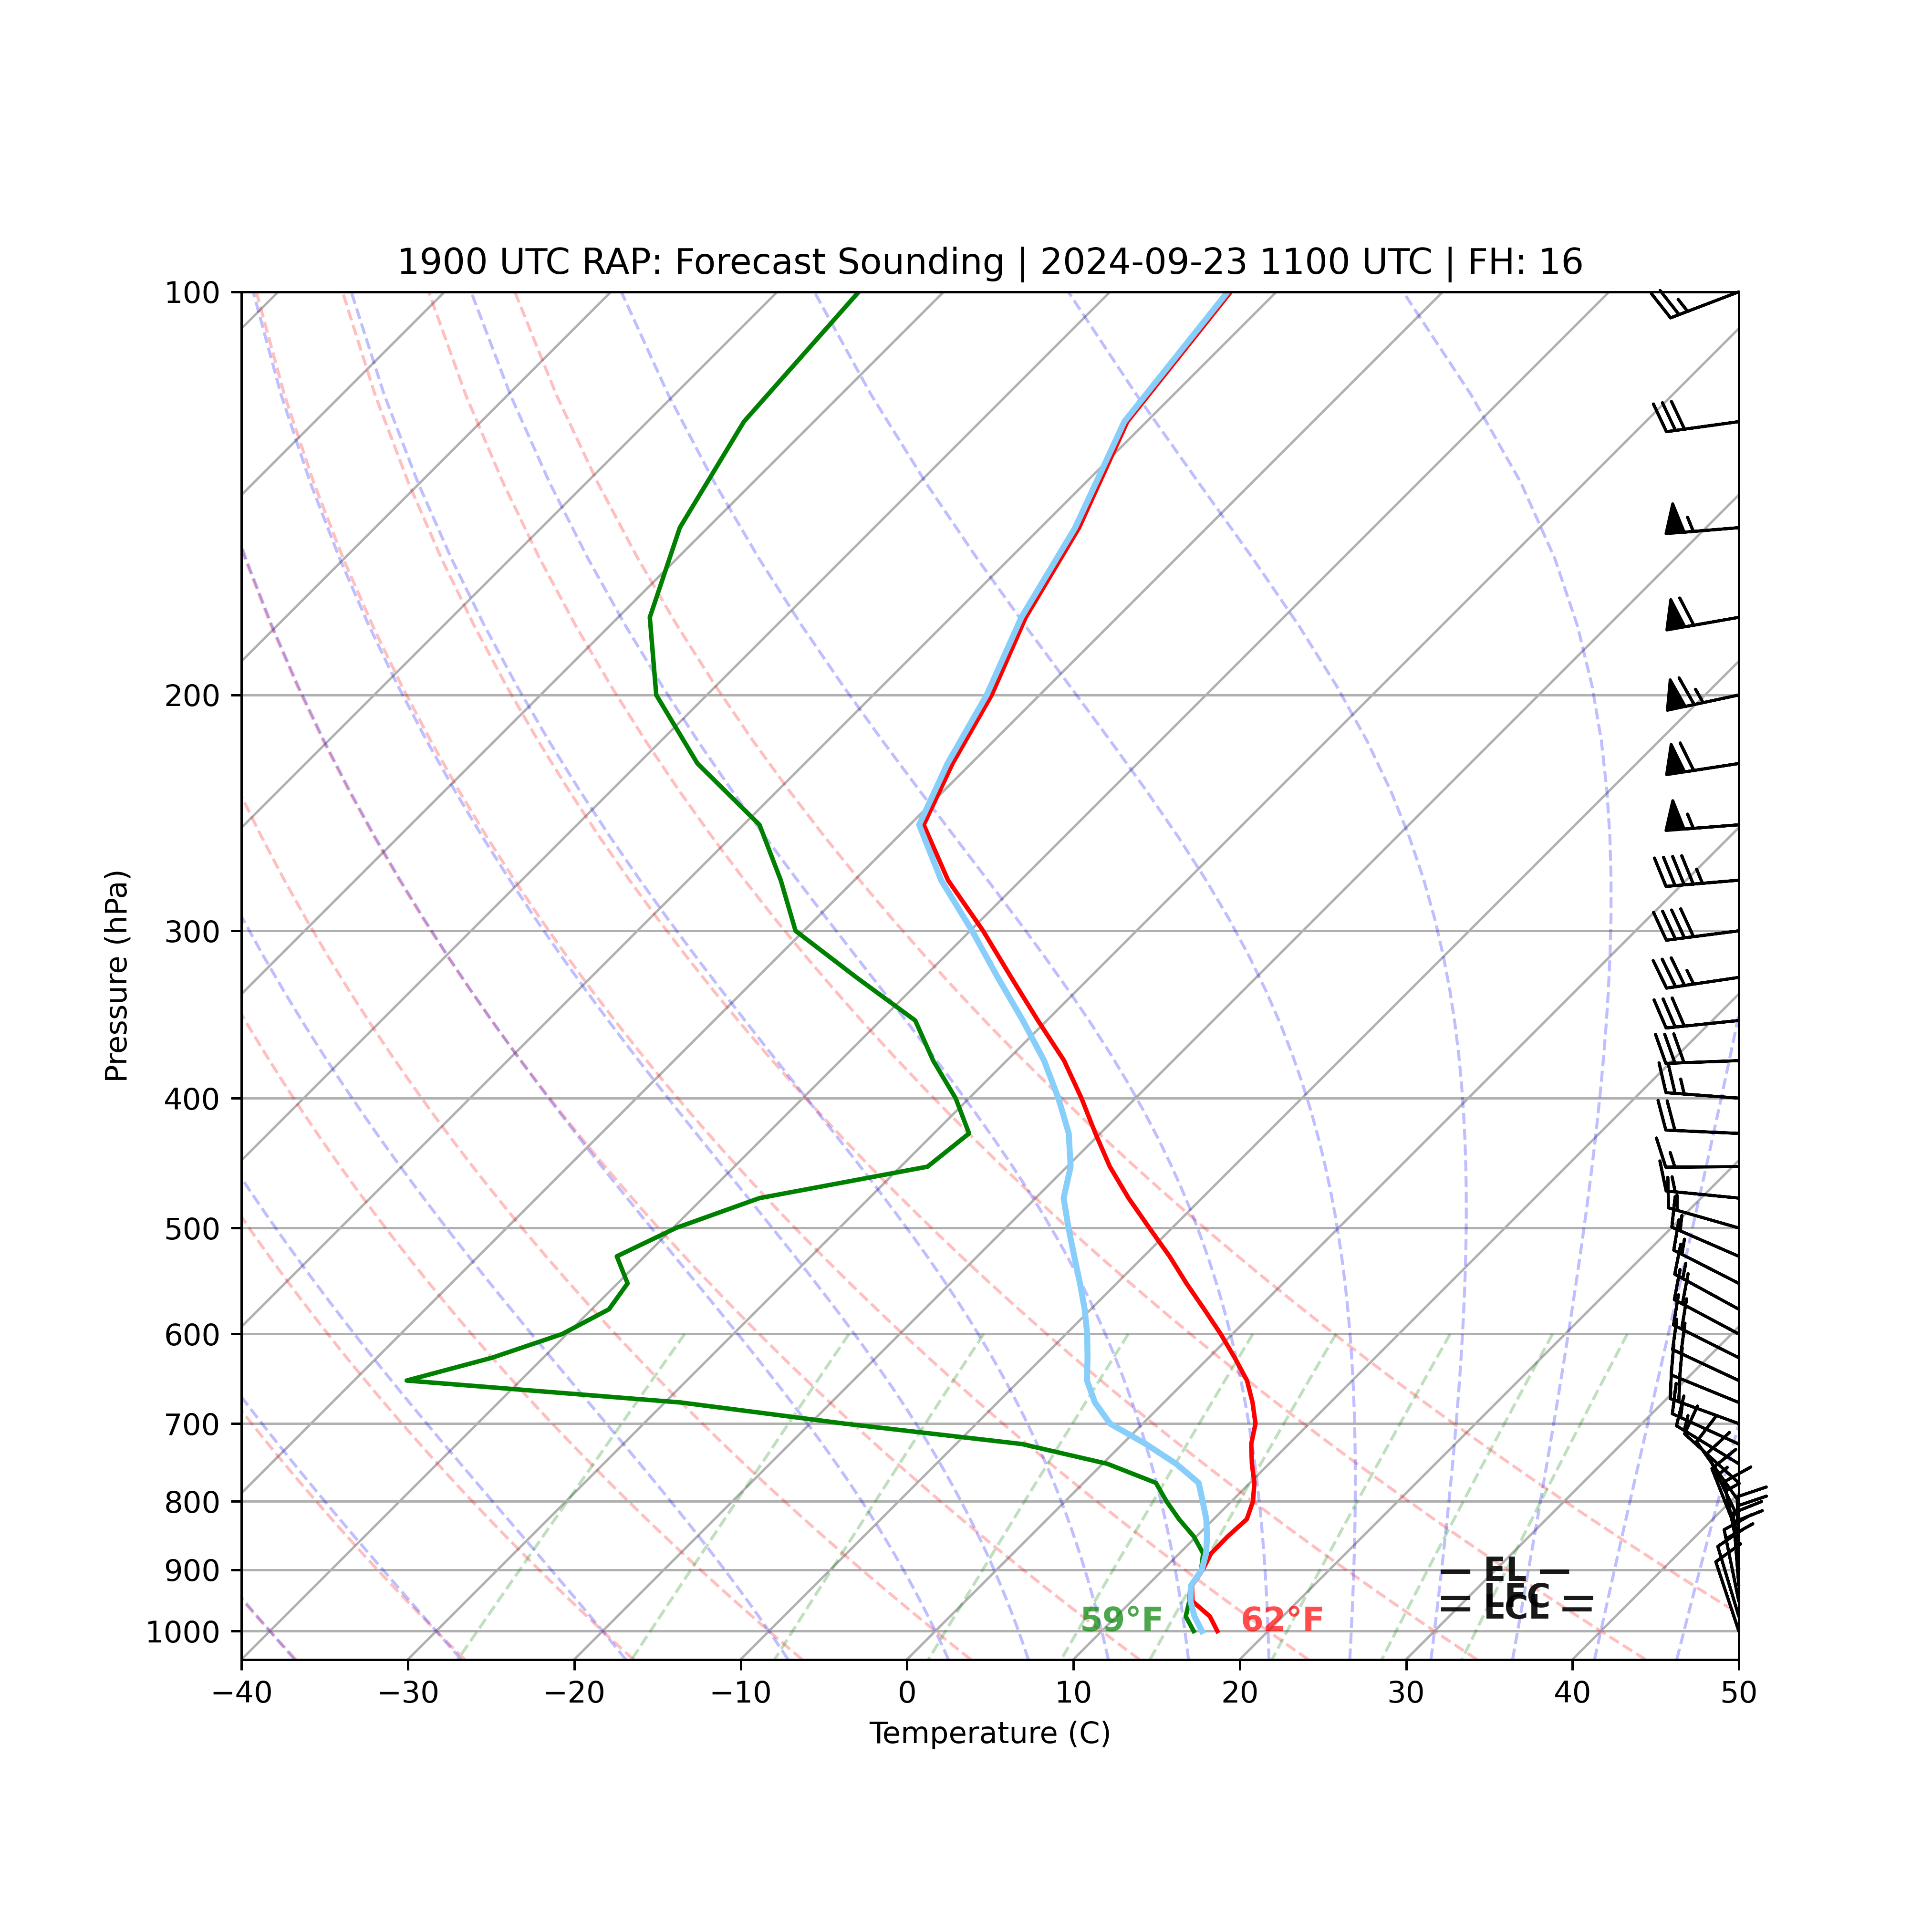 1900 UTC RAP: Forecast Sounding | 2024-09-23 1100 UTC | FH: 16
100
200
300
400
500
600
700
800
900
1000
Pressure (hPa)
— EL —
— LFC —
— LCL —
59°F
62°F
−40 −30 −20 −10 0 10 20 30 40 50
Temperature (C)